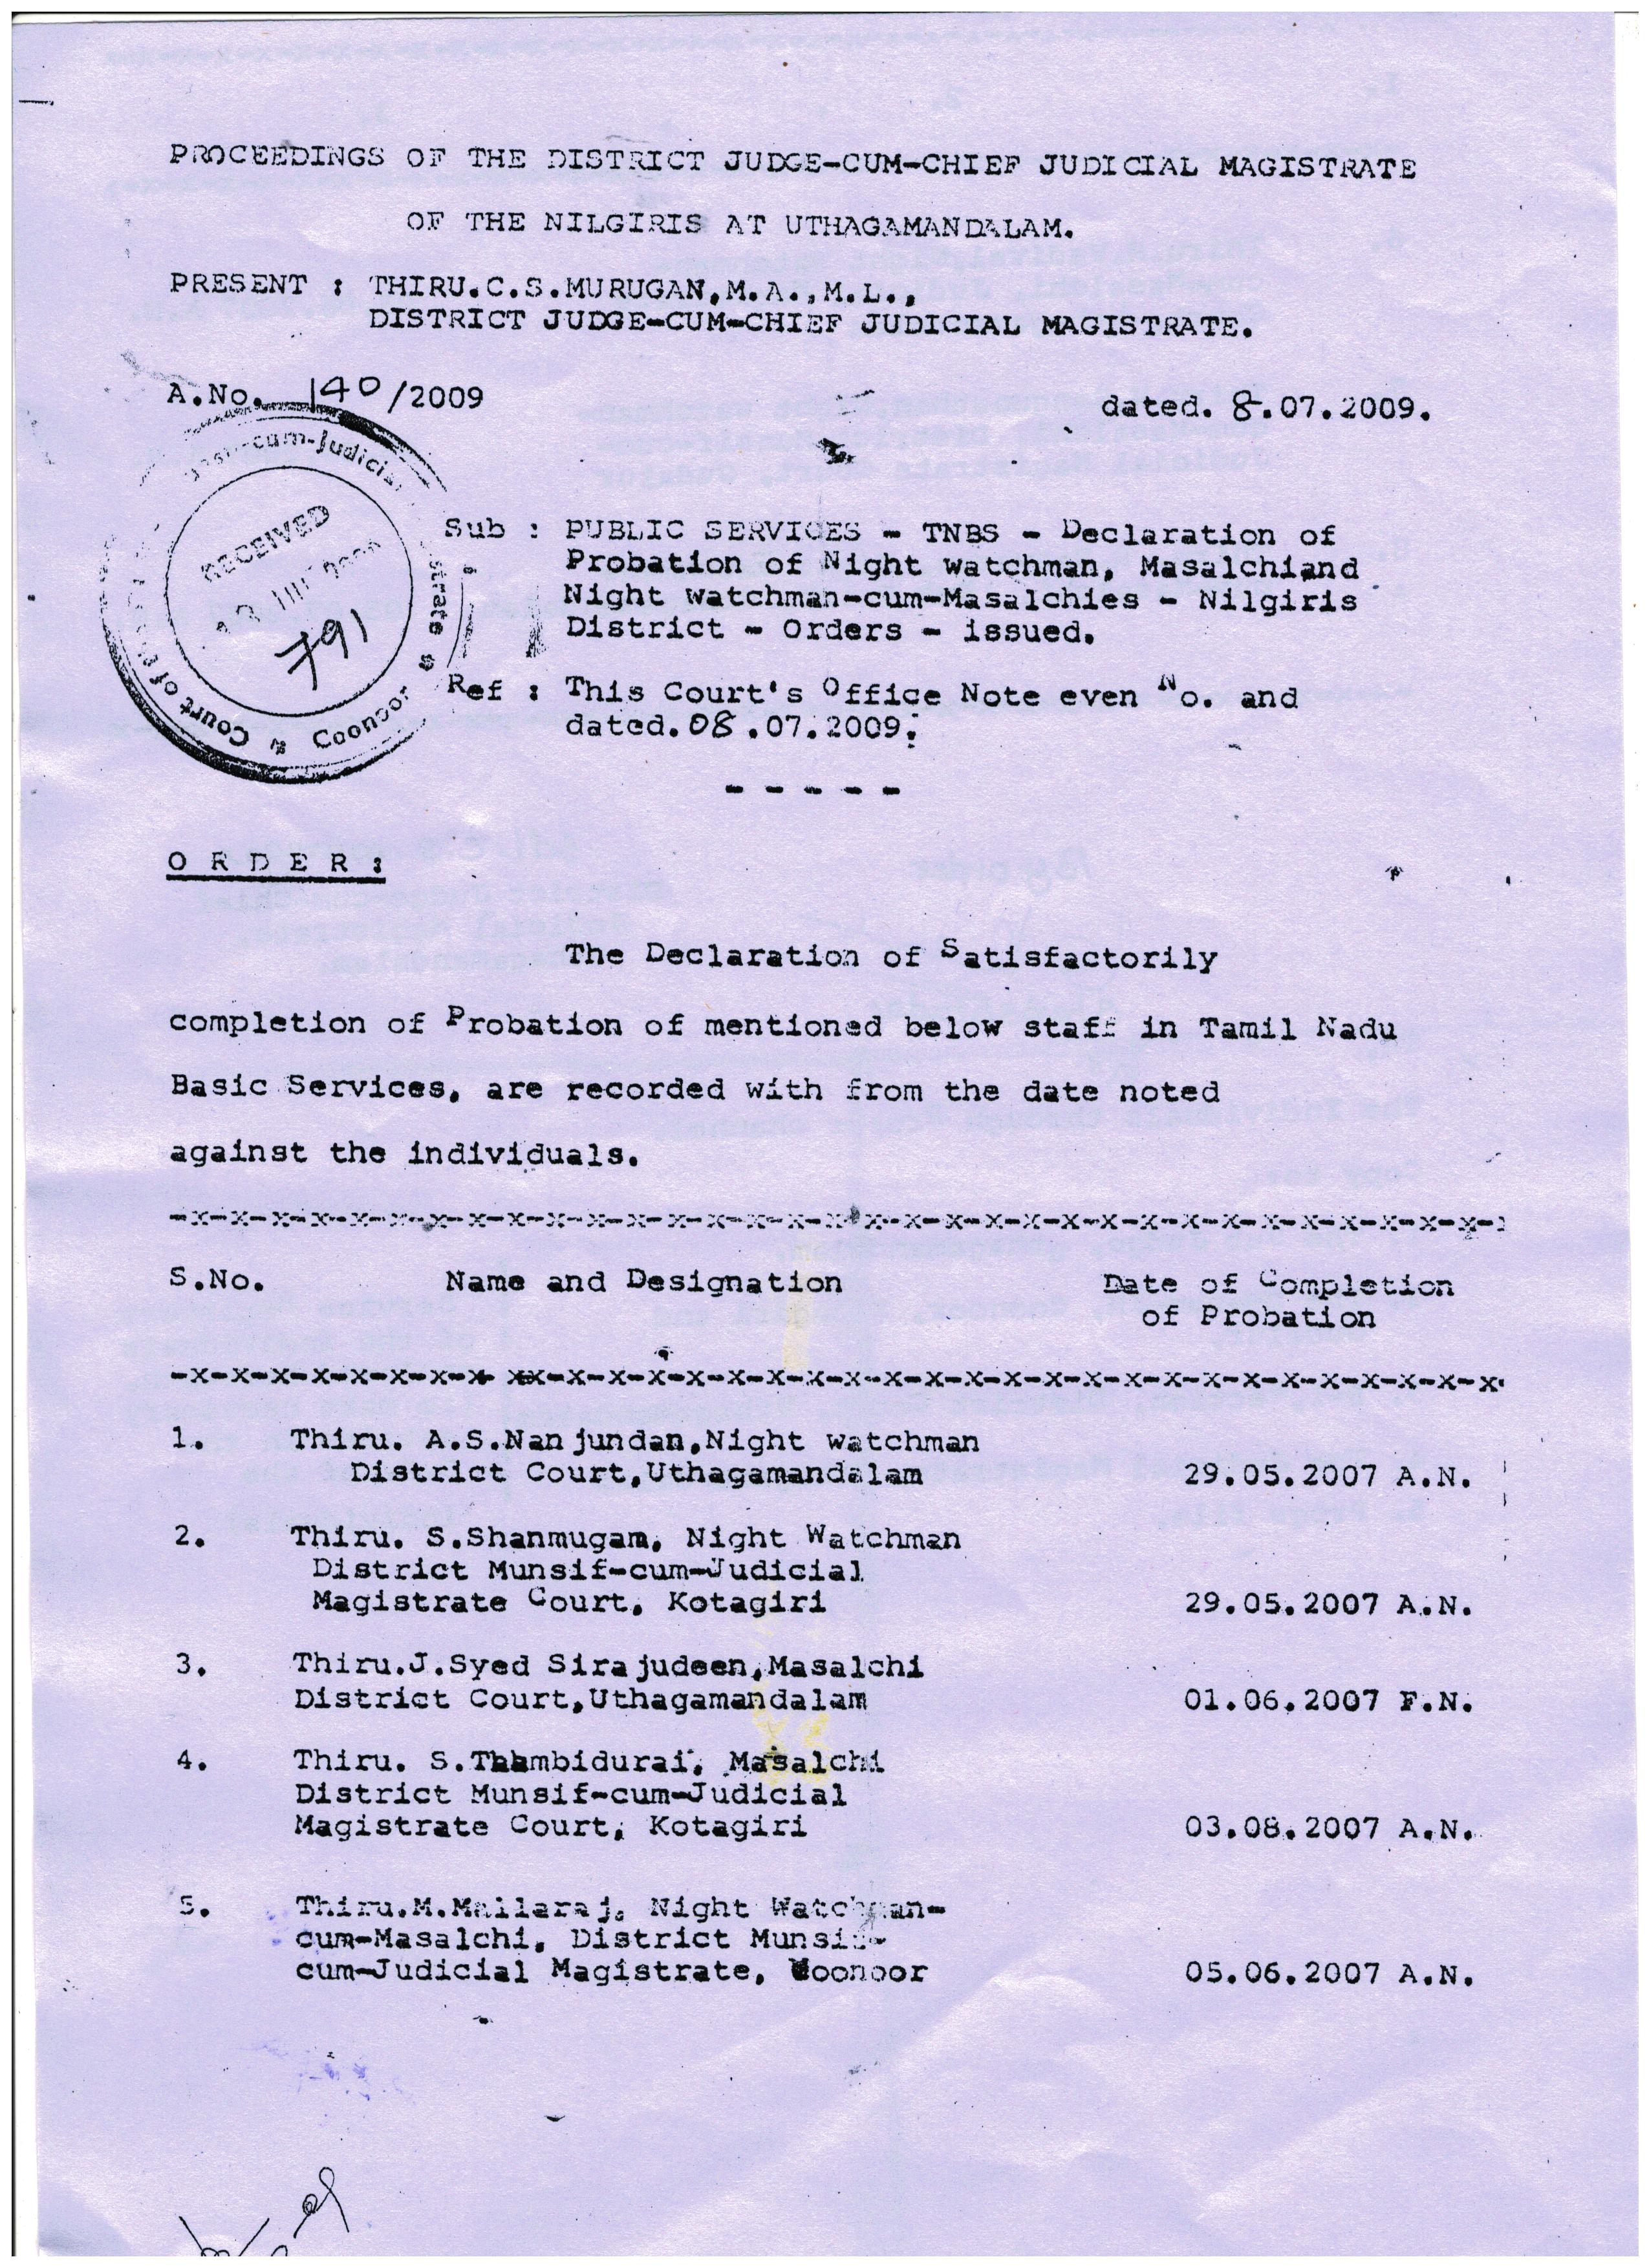 PROCEEDINGS OF THE DISTRICT JUDGE-CUM-CHIEF JUDICIAL MAGISTRATE
OF THE NILGIRIS AT UTHAGAMANDALAM.
PRESENT : THIRU.C.S.MURUGAN,M.A.,M.L.,
DISTRICT JUDGE-CUM-CHIEF JUDICIAL MAGISTRATE.
A.No. 140/2009 dated. 8.07.2009.
cum-Judicial
RECEIVED
791
Court of
& Coonoor
Sub : PUBLIC SERVICES - TNBS - Declaration of
Probation of Night watchman, Masalchiand
Night watchman-cum-Masalchies - Nilgiris
District - Orders - issued.
Ref : This Court's Office Note even No. and
dated.08.07.2009.
- - - - -
ORDER:
The Declaration of Satisfactorily
completion of Probation of mentioned below staff in Tamil Nadu
Basic Services, are recorded with from the date noted
against the individuals.
S.No. Name and Designation Date of Completion
of Probation
1. Thiru. A.S.Nanjundan,Night watchman
District Court,Uthagamandalam 29.05.2007 A.N.
2. Thiru. S.Shanmugam, Night Watchman
District Munsif-cum-Judicial
Magistrate Court, Kotagiri 29.05.2007 A.N.
3. Thiru.J.Syed Sirajudeen,Masalchi
District Court,Uthagamandalam 01.06.2007 F.N.
4. Thiru. S.Thambidurai, Masalchi
District Munsif-cum-Judicial
Magistrate Court, Kotagiri 03.08.2007 A.N.
5. Thiru.M.Mallaraj, Night Watchman-
cum-Masalchi, District Munsif-
cum-Judicial Magistrate, Coonoor 05.06.2007 A.N.